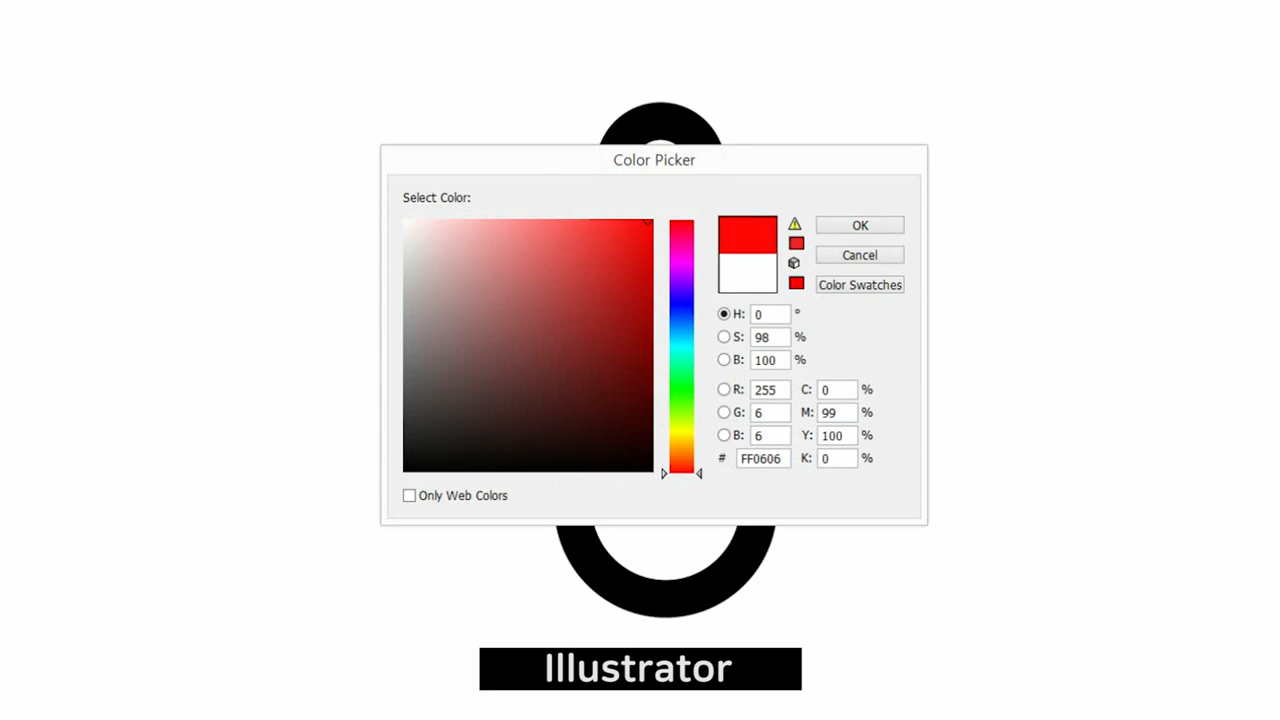 Color Picker
Select Color:
OK
Cancel
Color Swatches
H: 0 °
S: 98 %
B: 100 %
R: 255 C: 0 %
G: 6 M: 99 %
B: 6 Y: 100 %
# FF0606 K: 0 %
Only Web Colors
Illustrator